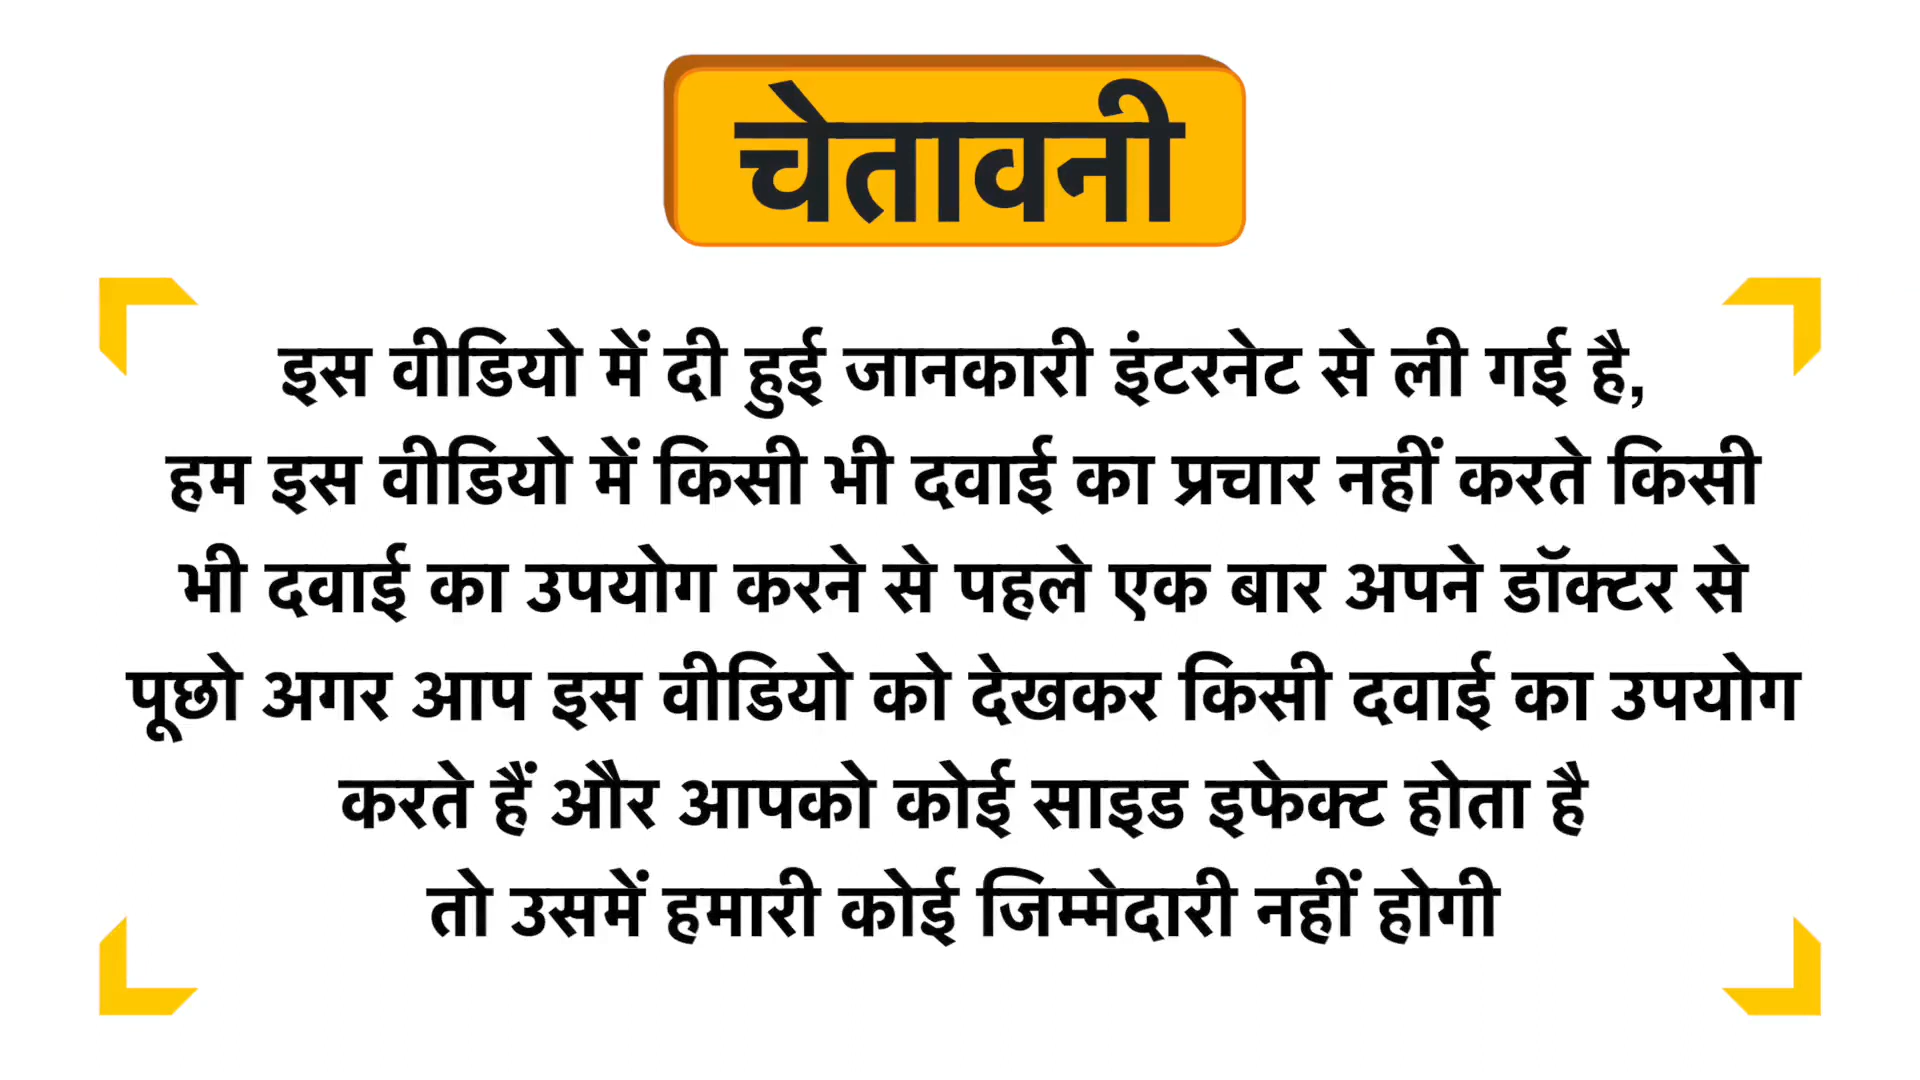 चेतावनी
इस वीडियो में दी हुई जानकारी इंटरनेट से ली गई है,
हम इस वीडियो में किसी भी दवाई का प्रचार नहीं करते किसी
भी दवाई का उपयोग करने से पहले एक बार अपने डॉक्टर से
पूछो अगर आप इस वीडियो को देखकर किसी दवाई का उपयोग
करते हैं और आपको कोई साइड इफेक्ट होता है
तो उसमें हमारी कोई जिम्मेदारी नहीं होगी